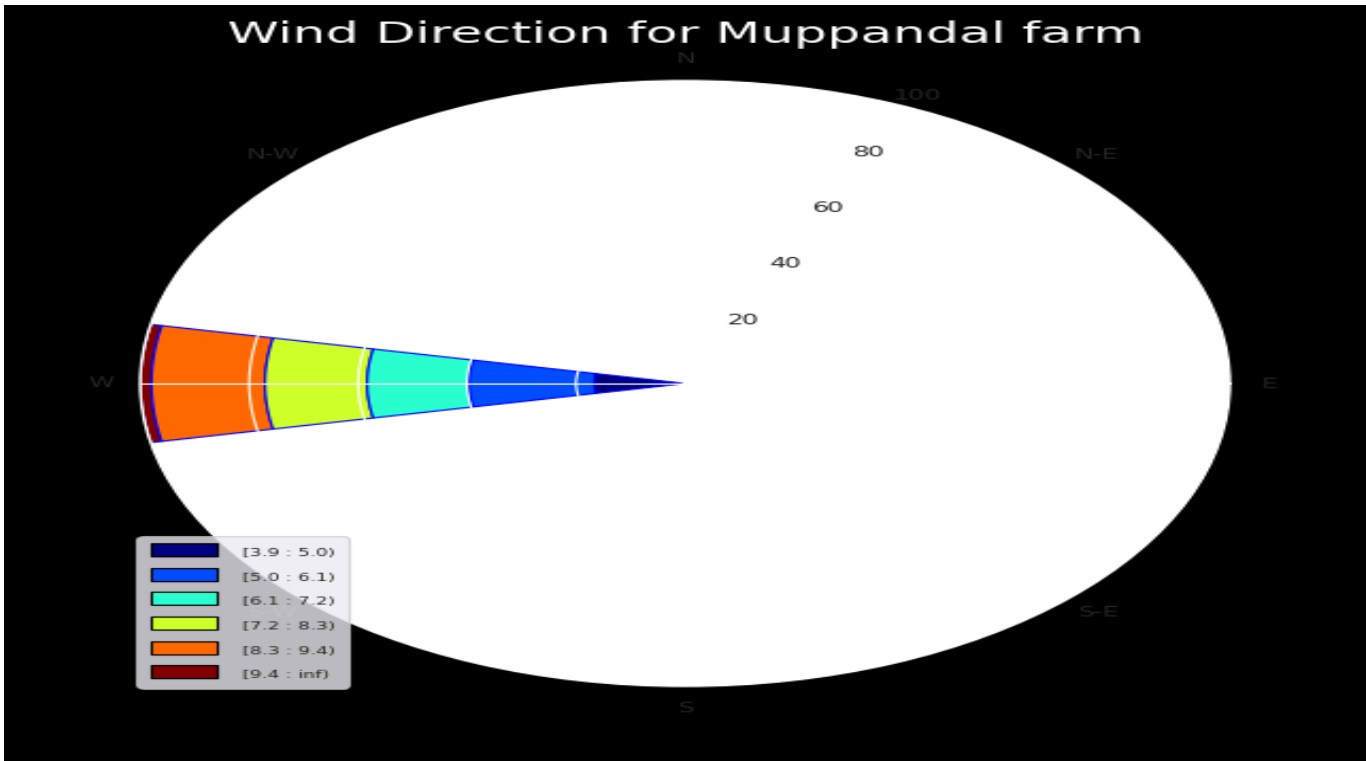 Wind Direction for Muppandal farm
N
100
N-W
80
N-E
60
40
20
W
E
[3.9 : 5.0)
[5.0 : 6.1)
[6.1 : 7.2)
[7.2 : 8.3)
[8.3 : 9.4)
[9.4 : inf)
S-E
S